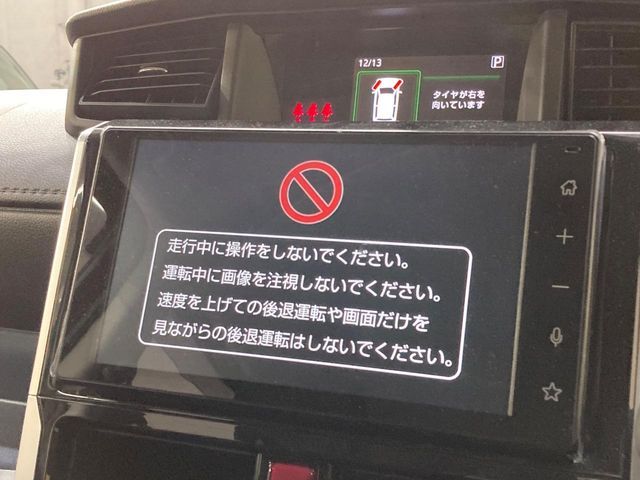 12/13
P
タイヤが右を
向いています
走行中に操作をしないでください。
運転中に画像を注視しないでください。
速度を上げての後退運転や画面だけを
見ながらの後退運転はしないでください。